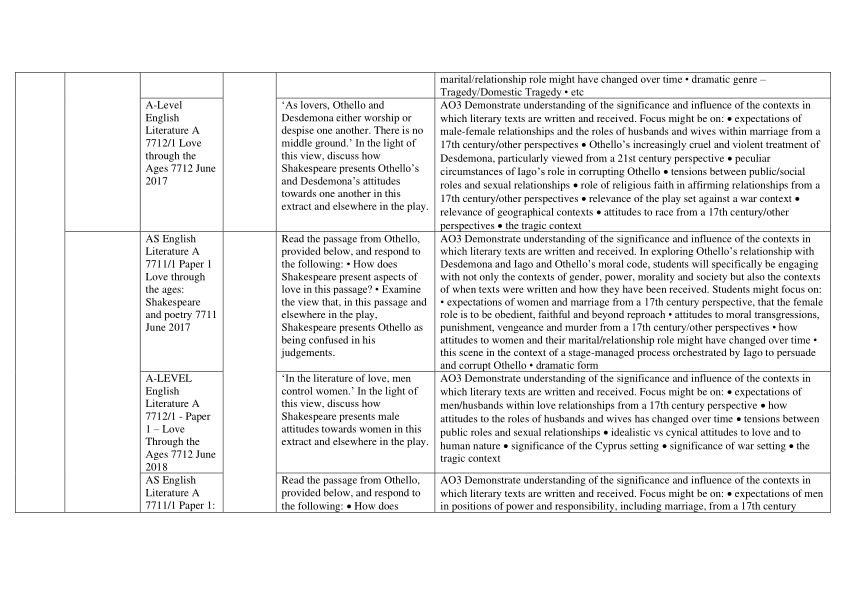 marital/relationship role might have changed over time • dramatic genre –
Tragedy/Domestic Tragedy • etc
A-Level
English
Literature A
7712/1 Love
through the
Ages 7712 June
2017
‘As lovers, Othello and
Desdemona either worship or
despise one another. There is no
middle ground.’ In the light of
this view, discuss how
Shakespeare presents Othello’s
and Desdemona’s attitudes
towards one another in this
extract and elsewhere in the play.
AO3 Demonstrate understanding of the significance and influence of the contexts in
which literary texts are written and received. Focus might be on: • expectations of
male-female relationships and the roles of husbands and wives within marriage from a
17th century/other perspectives • Othello’s increasingly cruel and violent treatment of
Desdemona, particularly viewed from a 21st century perspective • peculiar
circumstances of Iago’s role in corrupting Othello • tensions between public/social
roles and sexual relationships • role of religious faith in affirming relationships from a
17th century/other perspectives • relevance of the play set against a war context •
relevance of geographical contexts • attitudes to race from a 17th century/other
perspectives • the tragic context
AS English
Literature A
7711/1 Paper 1
Love through
the ages:
Shakespeare
and poetry 7711
June 2017
Read the passage from Othello,
provided below, and respond to
the following: • How does
Shakespeare present aspects of
love in this passage? • Examine
the view that, in this passage and
elsewhere in the play,
Shakespeare presents Othello as
being confused in his
judgements.
AO3 Demonstrate understanding of the significance and influence of the contexts in
which literary texts are written and received. In exploring Othello’s relationship with
Desdemona and Iago and Othello’s moral code, students will specifically be engaging
with not only the contexts of gender, power, morality and society but also the contexts
of when texts were written and how they have been received. Students might focus on:
• expectations of women and marriage from a 17th century perspective, that the female
role is to be obedient, faithful and beyond reproach • attitudes to moral transgressions,
punishment, vengeance and murder from a 17th century/other perspectives • how
attitudes to women and their marital/relationship role might have changed over time •
this scene in the context of a stage-managed process orchestrated by Iago to persuade
and corrupt Othello • dramatic form
A-LEVEL
English
Literature A
7712/1 - Paper
1 – Love
Through the
Ages 7712 June
2018
‘In the literature of love, men
control women.’ In the light of
this view, discuss how
Shakespeare presents male
attitudes towards women in this
extract and elsewhere in the play.
AO3 Demonstrate understanding of the significance and influence of the contexts in
which literary texts are written and received. Focus might be on: • expectations of
men/husbands within love relationships from a 17th century perspective • how
attitudes to the roles of husbands and wives has changed over time • tensions between
public roles and sexual relationships • idealistic vs cynical attitudes to love and to
human nature • significance of the Cyprus setting • significance of war setting • the
tragic context
AS English
Literature A
7711/1 Paper 1:
Read the passage from Othello,
provided below, and respond to
the following: • How does
AO3 Demonstrate understanding of the significance and influence of the contexts in
which literary texts are written and received. Focus might be on: • expectations of men
in positions of power and responsibility, including marriage, from a 17th century